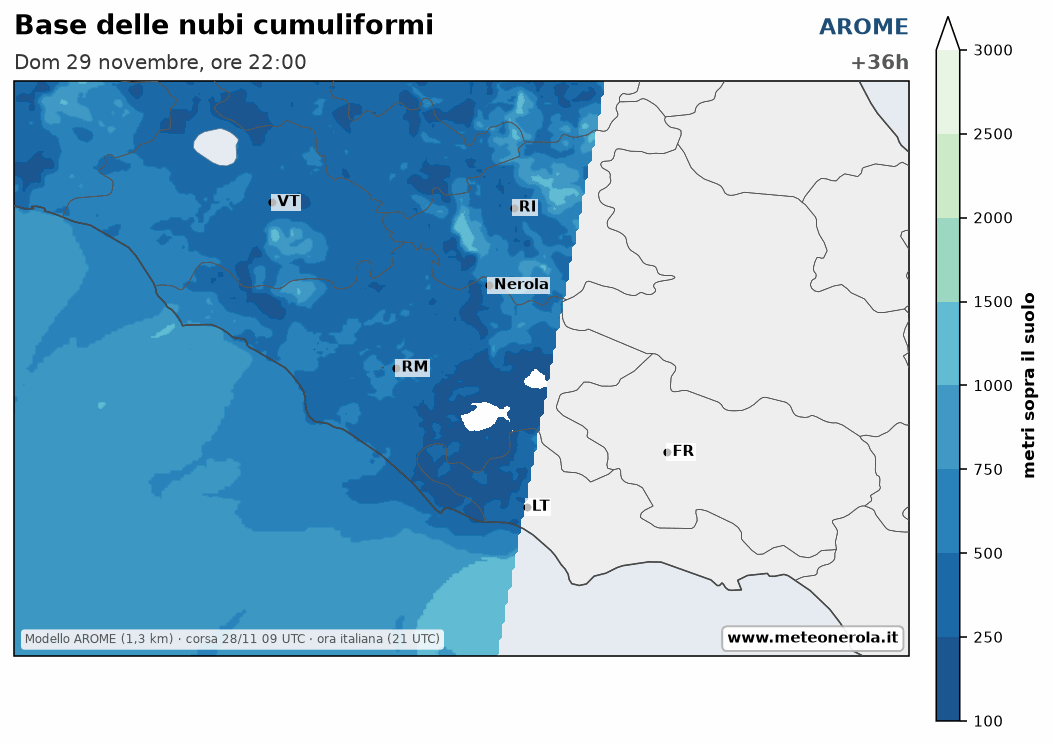 Base delle nubi cumuliformi
AROME
Dom 29 novembre, ore 22:00
+36h
VT
RI
Nerola
RM
FR
LT
Modello AROME (1,3 km) · corsa 28/11 09 UTC · ora italiana (21 UTC)
www.meteonerola.it
3000
2500
2000
1500
1000
750
500
250
100
metri sopra il suolo